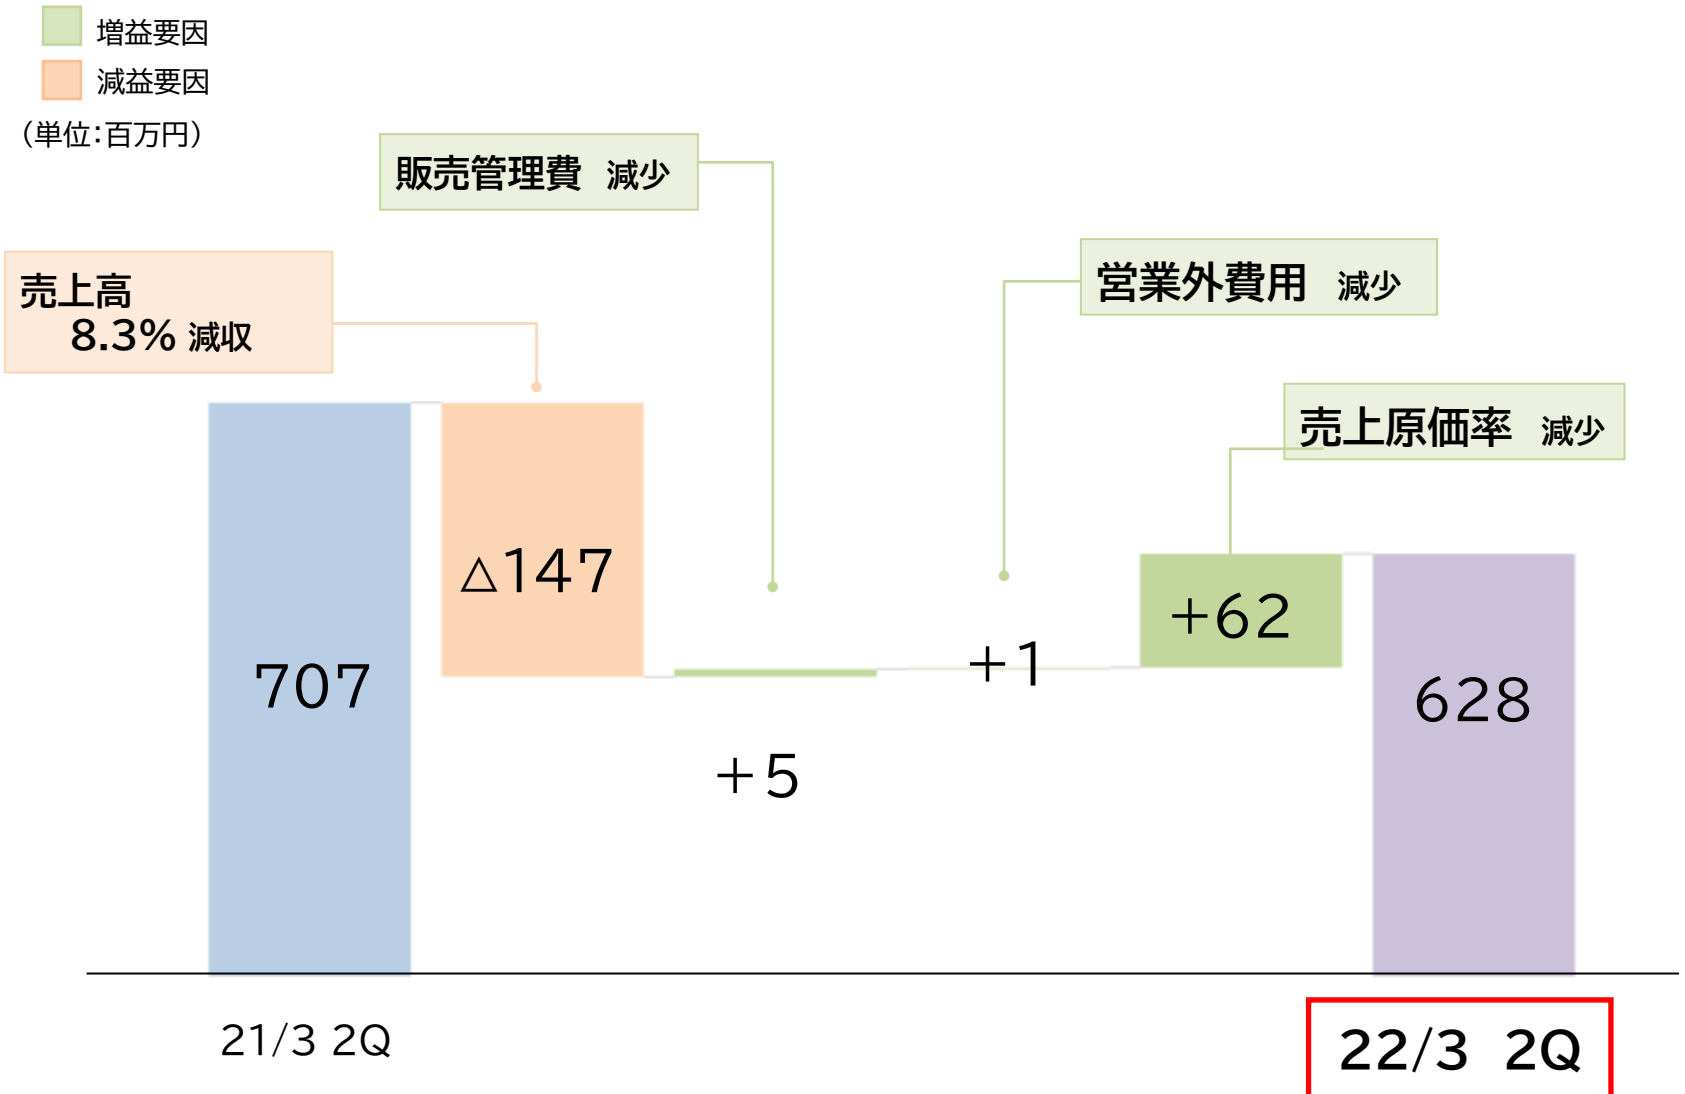 増益要因
減益要因
（単位：百万円）
販売管理費　減少
営業外費用　減少
売上高
8.3% 減収
売上原価率　減少
△147
+62
+1
707
628
+5
21/3 2Q
22/3 2Q